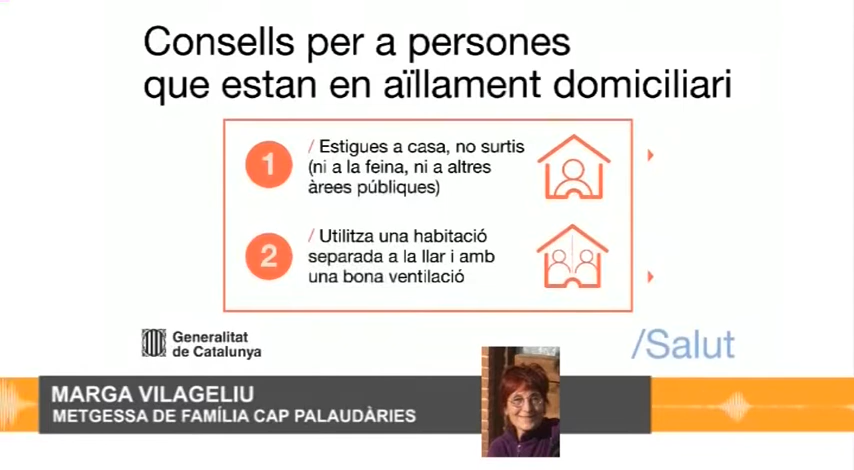 Consells per a persones
que estan en aïllament domiciliari
1
/ Estigues a casa, no surtis
(ni a la feina, ni a altres
àrees públiques)
2
/ Utilitza una habitació
separada a la llar i amb
una bona ventilació
Generalitat
de Catalunya
/Salut
MARGA VILAGELIU
METGESSA DE FAMÍLIA CAP PALAUDÀRIES